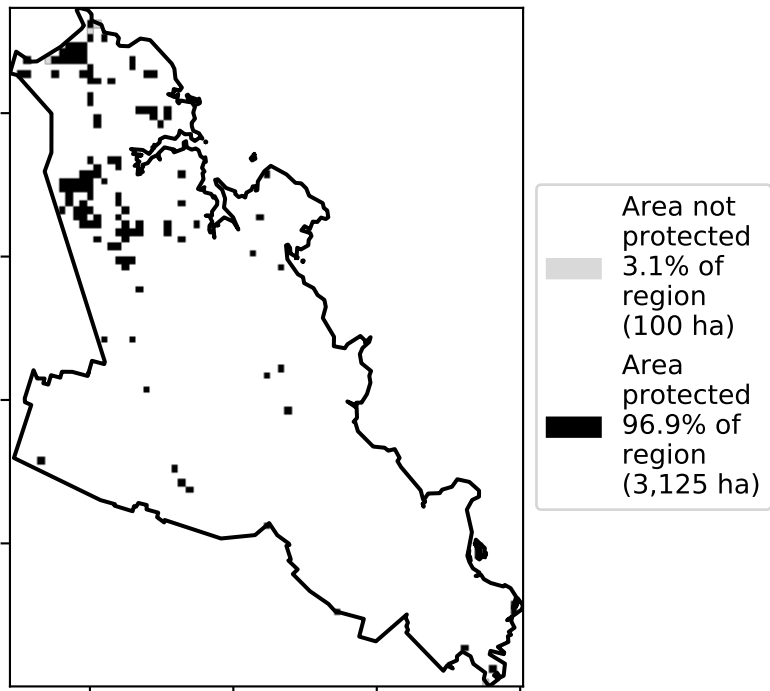 Area not
protected
3.1% of
region
(100 ha)
Area
protected
96.9% of
region
(3,125 ha)